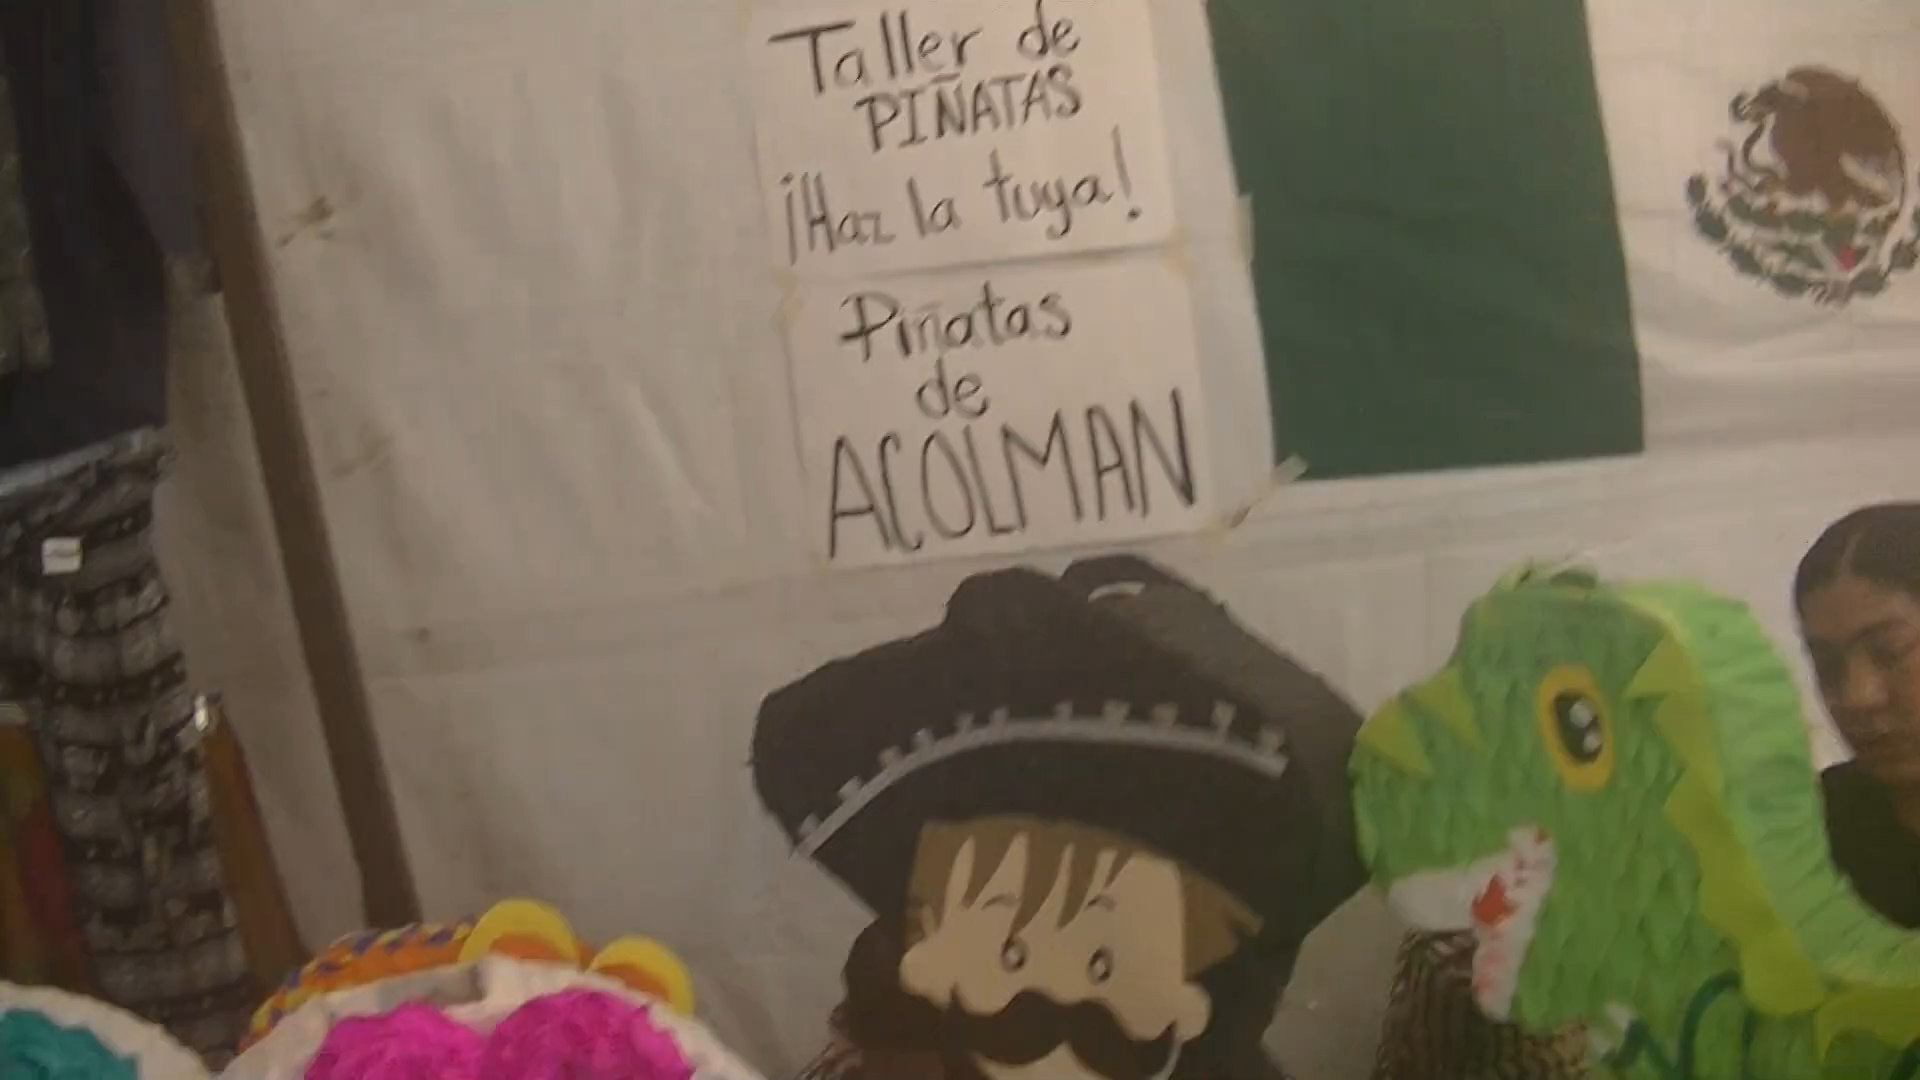 Taller de
PIÑATAS
¡Haz la tuya!
Piñatas
de
ACOLMAN